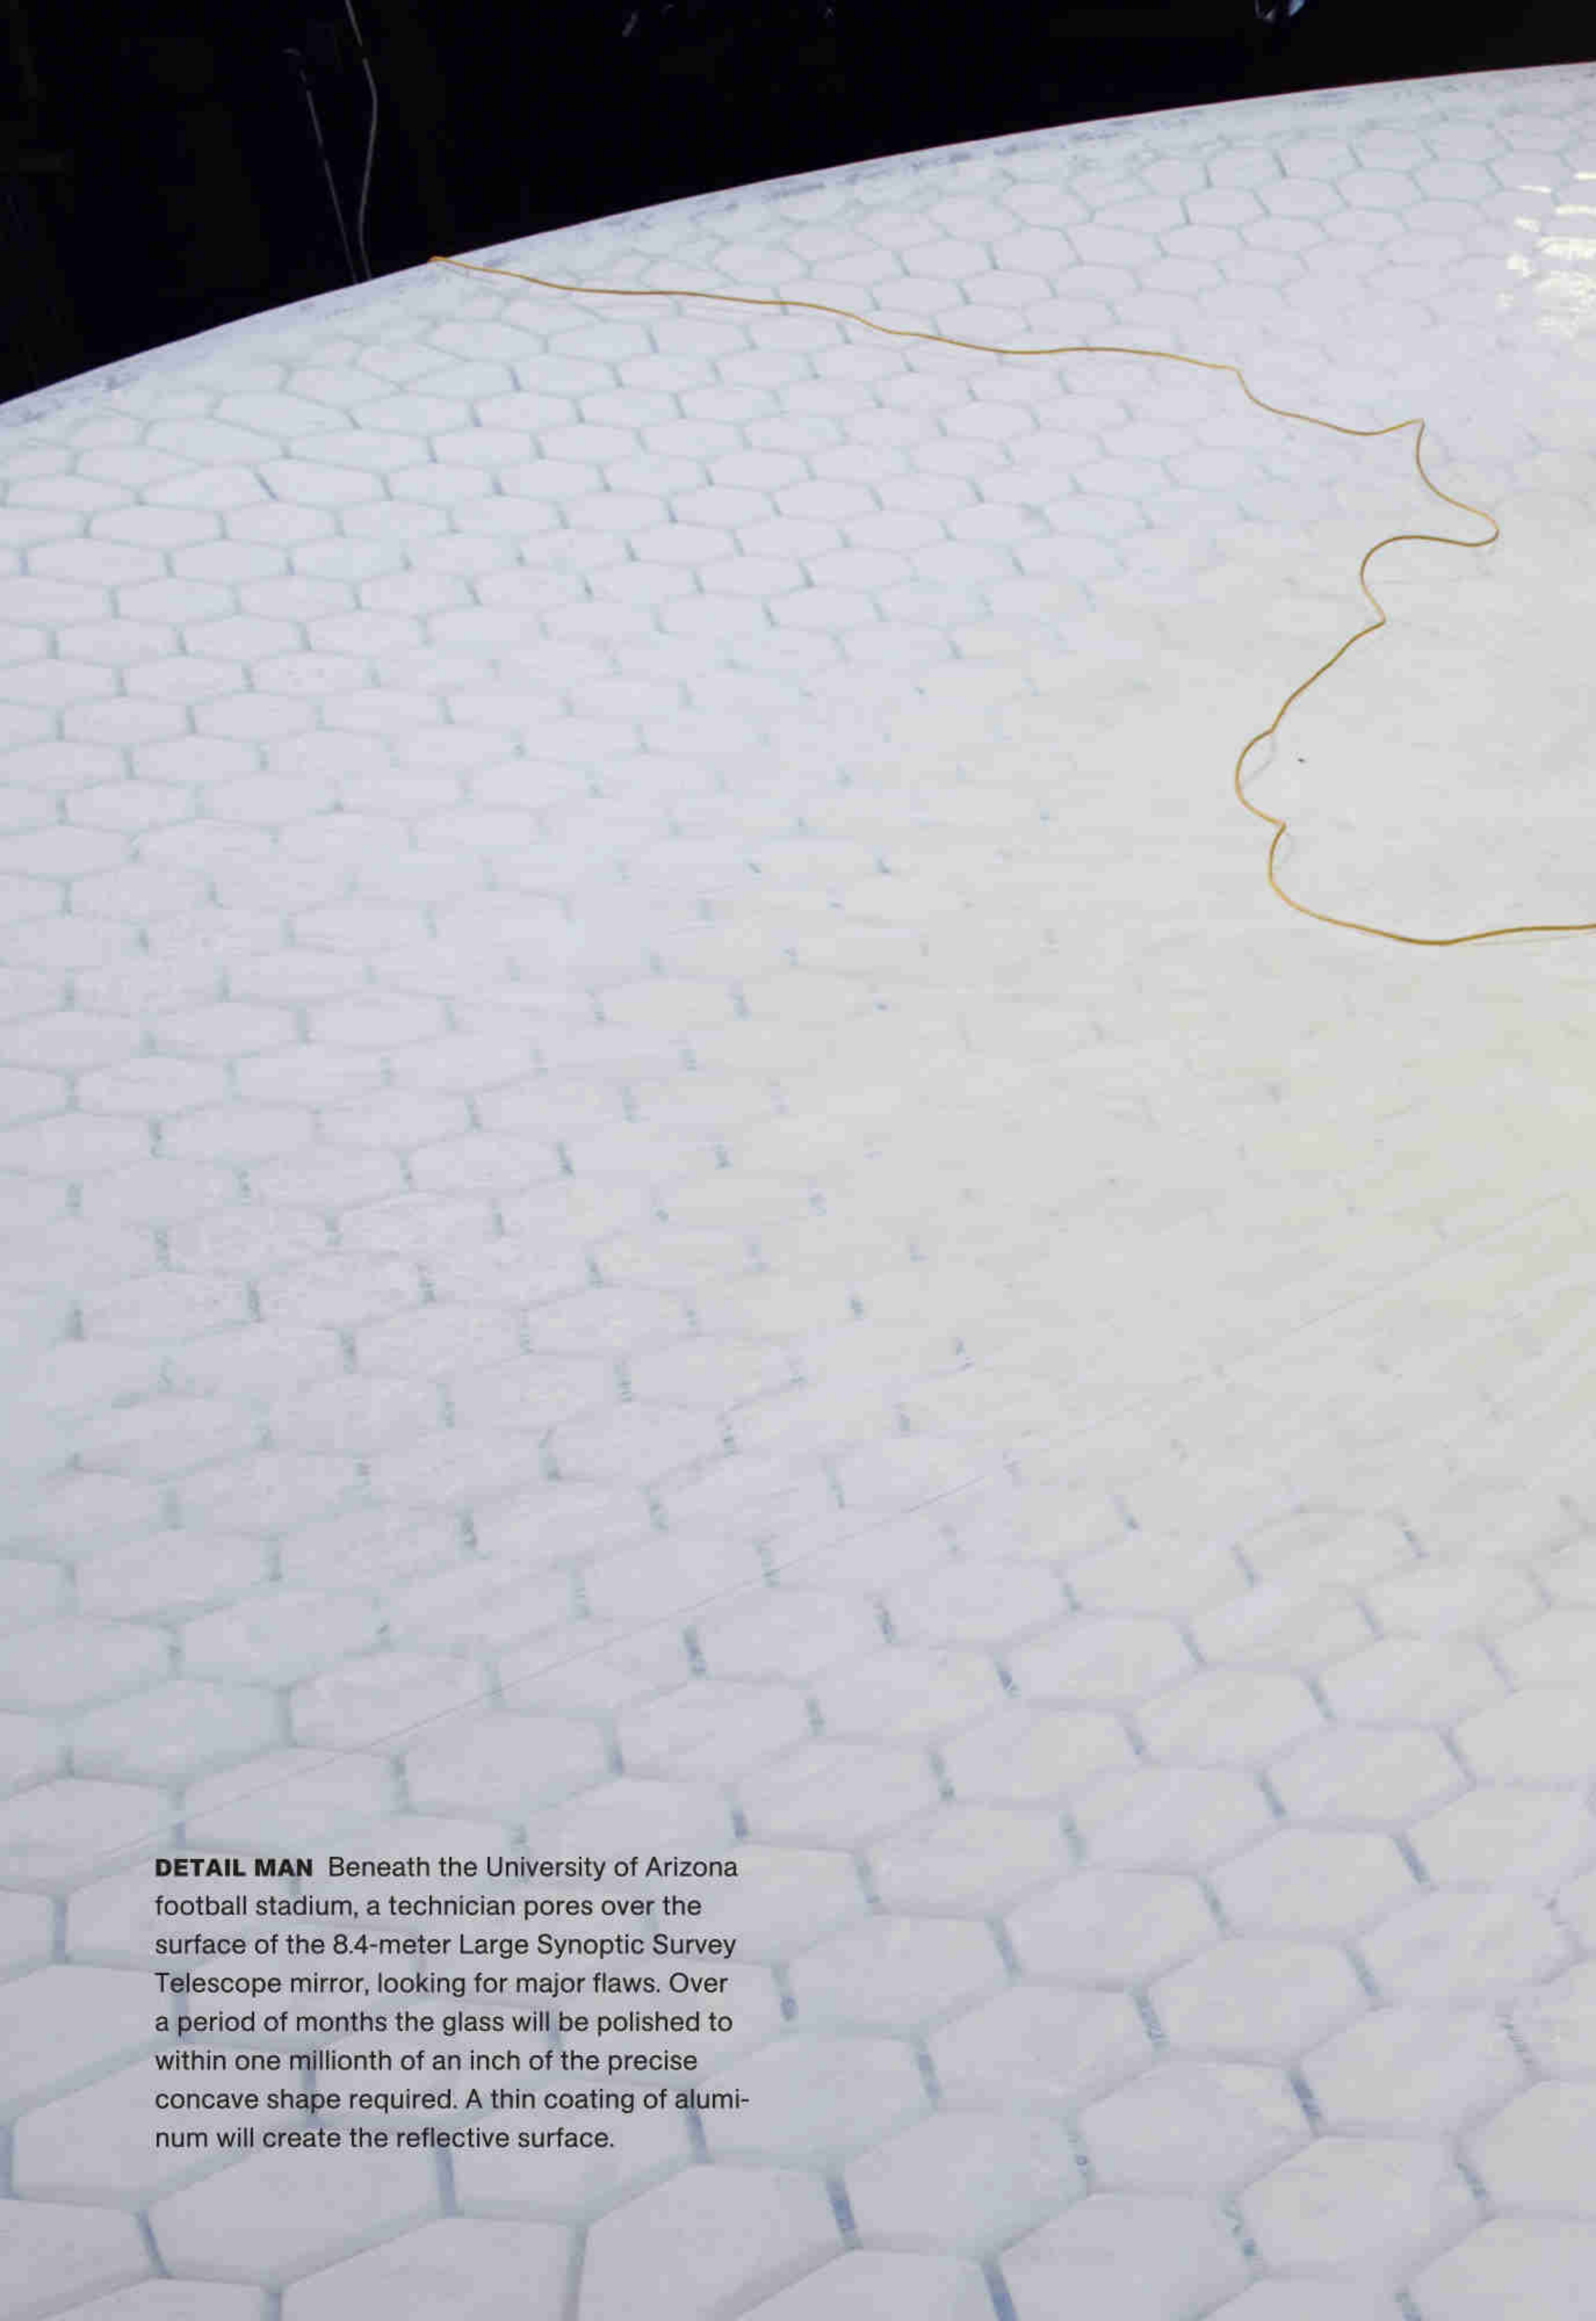 DETAIL MAN Beneath the University of Arizona
football stadium, a technician pores over the
surface of the 8.4-meter Large Synoptic Survey
Telescope mirror, looking for major flaws. Over
a period of months the glass will be polished to
within one millionth of an inch of the precise
concave shape required. A thin coating of alumi-
num will create the reflective surface.